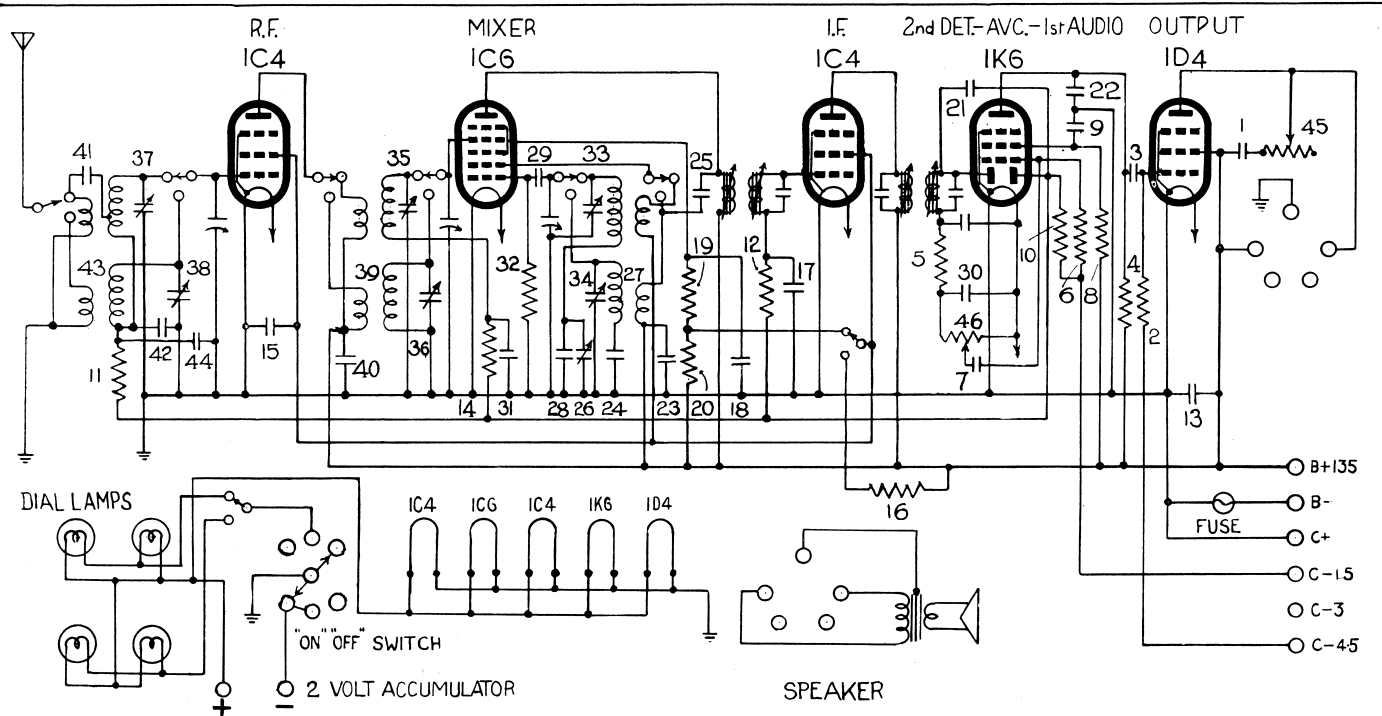 R.F. MIXER I.F. 2nd DET.-AVC.-1st AUDIO OUTPUT
1C4 1C6 1C4 1K6 1D4
21 22
9 1 45
41 37 35 29 33 25 3
43 38 39 32 34 27 19 12 17 5 30 10 6 8 4
46 2
42 44 15 36 40 7
11
14 31 28 26 24 23 20 18 13
B+135
DIAL LAMPS 1C4 1C6 1C4 1K6 1D4 16 B-
FUSE
C+
C-1.5
C-3
"ON" "OFF" SWITCH C-4.5
+ - 2 VOLT ACCUMULATOR SPEAKER